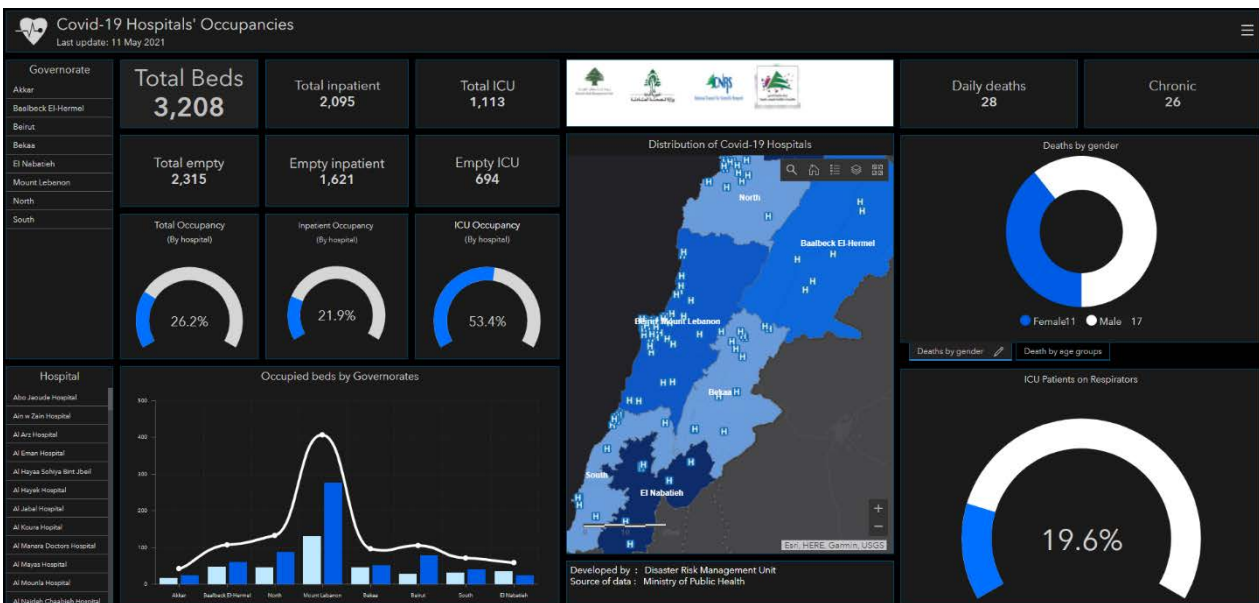 Covid-19 Hospitals' Occupancies
Last update: 11 May 2021
Governorate
Akkar
Baalbeck El-Hermel
Beirut
Bekaa
El Nabatieh
Mount Lebenon
North
South
Total Beds
3,208
Total inpatient
2,095
Total ICU
1,113
Total empty
2,315
Empty inpatient
1,621
Empty ICU
694
Total Occupancy
(By hospital)
26.2%
Inpatient Occupancy
(By hospital)
21.9%
ICU Occupancy
(By hospital)
53.4%
Hospital
Abo Jaoude Hospital
Ain w Zain Hospital
Al Arz Hospital
Al Eman Hospital
Al Hayaa Sohiya Bint Jbeil
Al Hayek Hospital
Al Jabal Hospital
Al Koura Hopital
Al Manara Doctors Hospital
Al Mayas Hospital
Al Mounla Hospital
Al Najdeh Chaabieh Hospital
Occupied beds by Governorates
500
400
300
200
100
0
Akkar
Baalbeck El-Hermel
North
Mount Lebanon
Bekaa
Beirut
South
El Nabatieh
CNRS
Distribution of Covid-19 Hospitals
North
Baalbeck El-Hermel
Mount Lebanon
Bekaa
South
El Nabatieh
Esri, HERE, Garmin, USGS
Developed by : Disaster Risk Management Unit
Source of data : Ministry of Public Health
Daily deaths
28
Chronic
26
Deaths by gender
Female11 Male 17
Deaths by gender
Death by age groups
ICU Patients on Respirators
19.6%